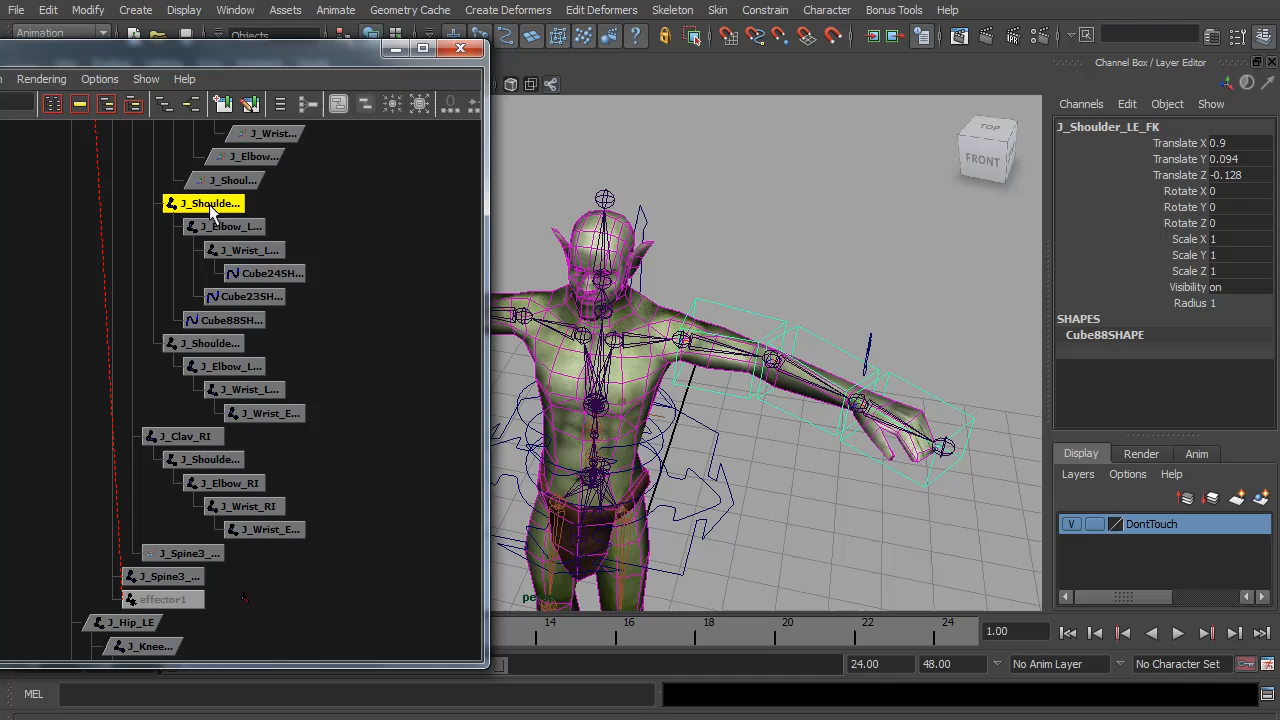 File Edit Modify Create Display Window Assets Animate Geometry Cache Create Deformers Edit Deformers Skeleton Skin Constrain Character Bonus Tools Help
Animation
Objects
Channel Box / Layer Editor
Rendering Options Show Help
Channels Edit Object Show
J_Shoulder_LE_FK
Translate X 0.9
Translate Y 0.094
Translate Z -0.128
Rotate X 0
Rotate Y 0
Rotate Z 0
Scale X 1
Scale Y 1
Scale Z 1
Visibility on
Radius 1
SHAPES
Cube88SHAPE
J_Wrist...
J_Elbow...
J_Shoul...
J_Shoulde...
J_Elbow_L...
J_Wrist_L...
Cube24SH...
Cube23SH...
Cube88SH...
J_Shoulde...
J_Elbow_L...
J_Wrist_L...
J_Wrist_E...
J_Clav_RI
J_Shoulde...
J_Elbow_RI
J_Wrist_RI
J_Wrist_E...
J_Spine3_...
J_Spine3_...
effector1
J_Hip_LE
J_Knee...
TOP
FRONT
Display Render Anim
Layers Options Help
V DontTouch
14 16 18 20 22 24
1.00
24.00 48.00 No Anim Layer No Character Set
MEL